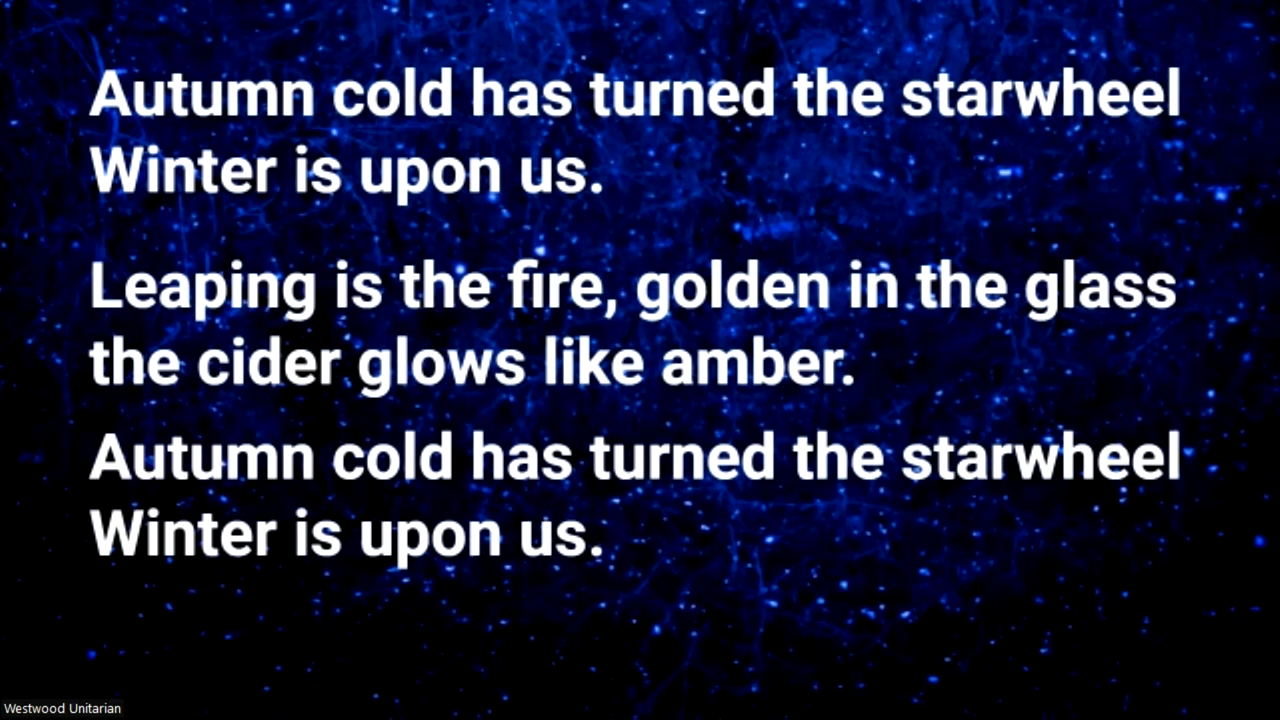 Autumn cold has turned the starwheel
Winter is upon us.
Leaping is the fire, golden in the glass
the cider glows like amber.
Autumn cold has turned the starwheel
Winter is upon us.
Westwood Unitarian